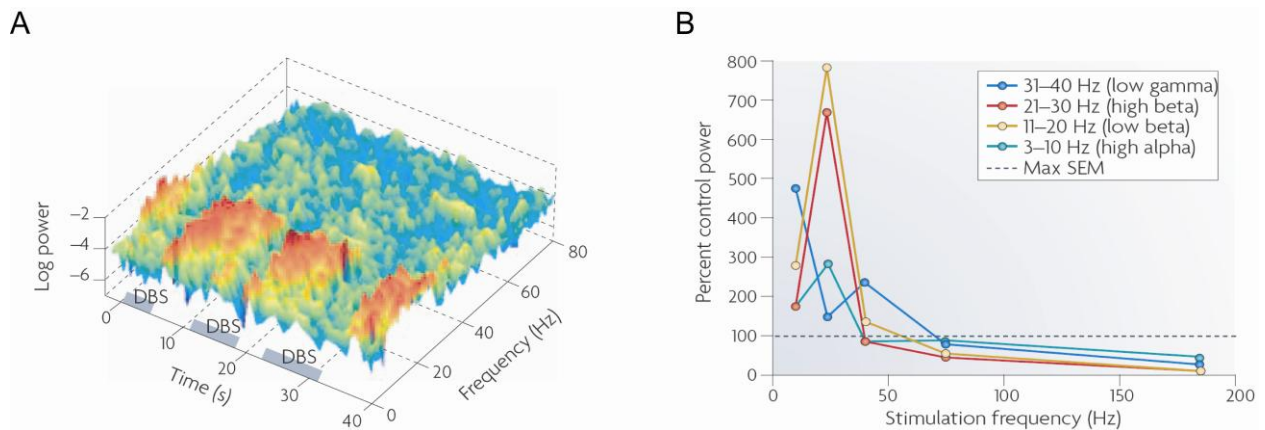 A
Log power
−2
−4
−6
DBS
DBS
DBS
0
10
20
30
40
Time (s)
0
20
40
60
80
Frequency (Hz)
B
Percent control power
800
700
600
500
400
300
200
100
0
31–40 Hz (low gamma)
21–30 Hz (high beta)
11–20 Hz (low beta)
3–10 Hz (high alpha)
Max SEM
0
50
100
150
200
Stimulation frequency (Hz)